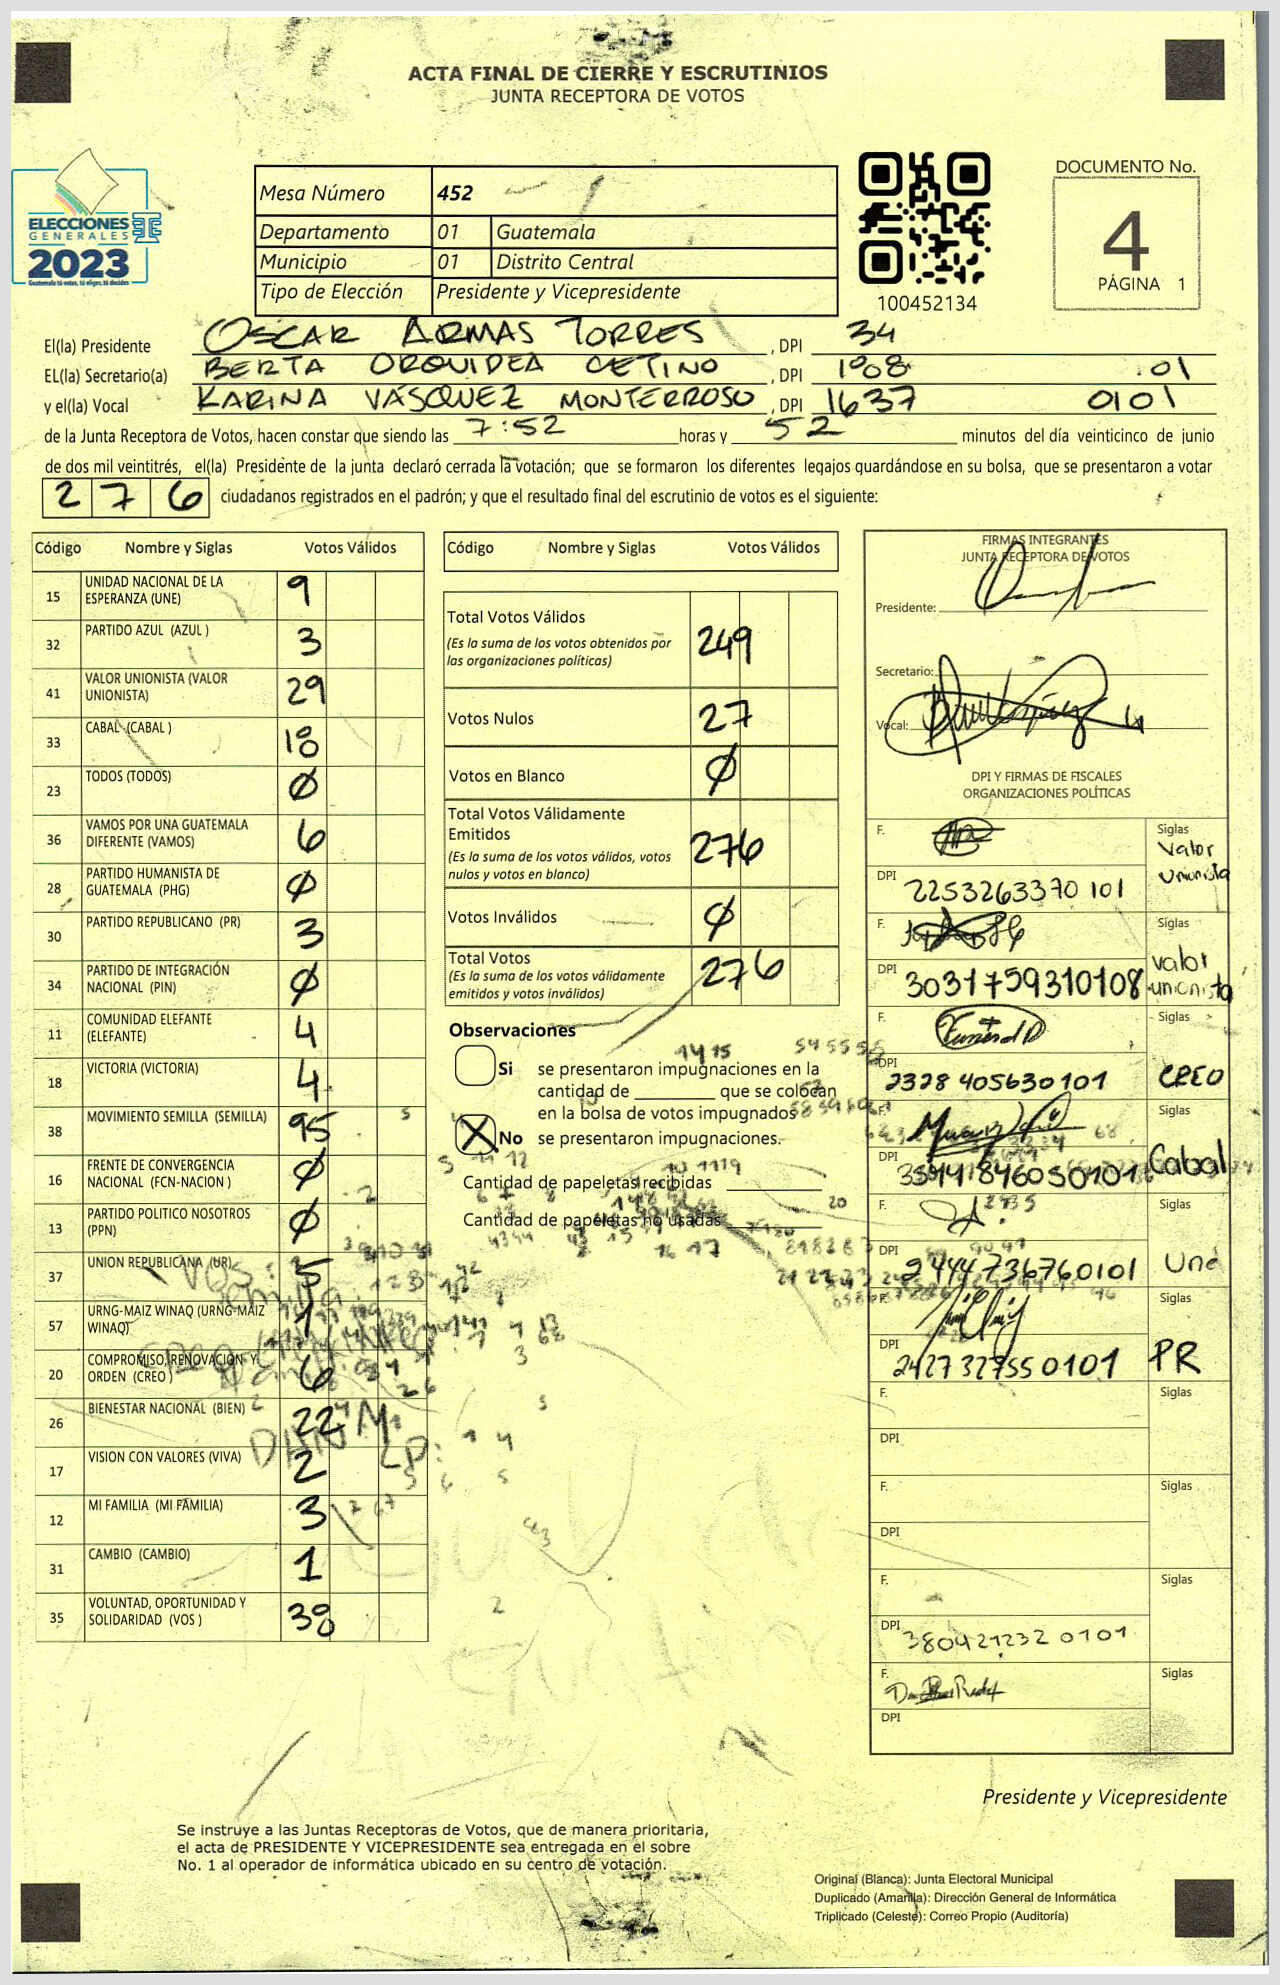 ACTA FINAL DE CIERRE Y ESCRUTINIOS
JUNTA RECEPTORA DE VOTOS
ELECCIONES
GENERALES
2023
Guatemala tú votas, tú eliges, tú decides
Mesa Número 452
Departamento 01 Guatemala
Municipio 01 Distrito Central
Tipo de Elección Presidente y Vicepresidente
100452134
DOCUMENTO No.
4
PÁGINA 1
El(la) Presidente OSCAR ARMAS TORRES , DPI 34
EL(la) Secretario(a) BERTA ORQUIDEA CETINO , DPI 1908 01
y el(la) Vocal KARINA VÁSQUEZ MONTERROSO , DPI 1637 0101
de la Junta Receptora de Votos, hacen constar que siendo las 7:52 horas y 52 minutos del día veinticinco de junio
de dos mil veintitrés, el(la) Presidente de la junta declaró cerrada la votación; que se formaron los diferentes legajos quardándose en su bolsa, que se presentaron a votar
276 ciudadanos registrados en el padrón; y que el resultado final del escrutinio de votos es el siguiente:
Código Nombre y Siglas Votos Válidos
15 UNIDAD NACIONAL DE LA ESPERANZA (UNE) 9
32 PARTIDO AZUL (AZUL ) 3
41 VALOR UNIONISTA (VALOR UNIONISTA) 29
33 CABAL (CABAL ) 18
23 TODOS (TODOS) Ø
36 VAMOS POR UNA GUATEMALA DIFERENTE (VAMOS) 6
28 PARTIDO HUMANISTA DE GUATEMALA (PHG) Ø
30 PARTIDO REPUBLICANO (PR) 3
34 PARTIDO DE INTEGRACIÓN NACIONAL (PIN) Ø
11 COMUNIDAD ELEFANTE (ELEFANTE) 4
18 VICTORIA (VICTORIA) 4
38 MOVIMIENTO SEMILLA (SEMILLA) 95
16 FRENTE DE CONVERGENCIA NACIONAL (FCN-NACION ) Ø
13 PARTIDO POLITICO NOSOTROS (PPN) Ø
37 UNION REPUBLICANA (UR) 5
57 URNG-MAIZ WINAQ (URNG-MAIZ WINAQ) 1
20 COMPROMISO, RENOVACIÓN Y ORDEN (CREO ) 6
26 BIENESTAR NACIONAL (BIEN) 22
17 VISION CON VALORES (VIVA) 2
12 MI FAMILIA (MI FAMILIA) 3
31 CAMBIO (CAMBIO) 1
35 VOLUNTAD, OPORTUNIDAD Y SOLIDARIDAD (VOS ) 38
Código Nombre y Siglas Votos Válidos
Total Votos Válidos 249
(Es la suma de los votos obtenidos por
las organizaciones políticas)
Votos Nulos 27
Votos en Blanco Ø
Total Votos Válidamente
Emitidos 276
(Es la suma de los votos válidos, votos
nulos y votos en blanco)
Votos Inválidos Ø
Total Votos 276
(Es la suma de los votos válidamente
emitidos y votos inválidos)
Observaciones
Si se presentaron impugnaciones en la
cantidad de ________ que se colocan
en la bolsa de votos impugnados
X No se presentaron impugnaciones.
Cantidad de papeletas recibidas
Cantidad de papeletas no usadas
FIRMAS INTEGRANTES
JUNTA RECEPTORA DE VOTOS
Presidente:
Secretario:
Vocal:
DPI Y FIRMAS DE FISCALES
ORGANIZACIONES POLÍTICAS
F. Siglas Valor Unionista
DPI 2253263370 101
F. Siglas valor unionista
DPI 3031759310108
F. Siglas CREO
DPI 2328 405630101
F. Siglas Cabal
DPI 3594846050101
F. Siglas Une
DPI 2444736760101
F. Siglas PR
DPI 2427327550101
F. Siglas
DPI
F. Siglas
DPI
F. Siglas
DPI 380421232 0101
F. Siglas
DPI
Presidente y Vicepresidente
Se instruye a las Juntas Receptoras de Votos, que de manera prioritaria,
el acta de PRESIDENTE Y VICEPRESIDENTE sea entregada en el sobre
No. 1 al operador de informática ubicado en su centro de votación.
Original (Blanca): Junta Electoral Municipal
Duplicado (Amarilla): Dirección General de Informática
Triplicado (Celeste): Correo Propio (Auditoría)